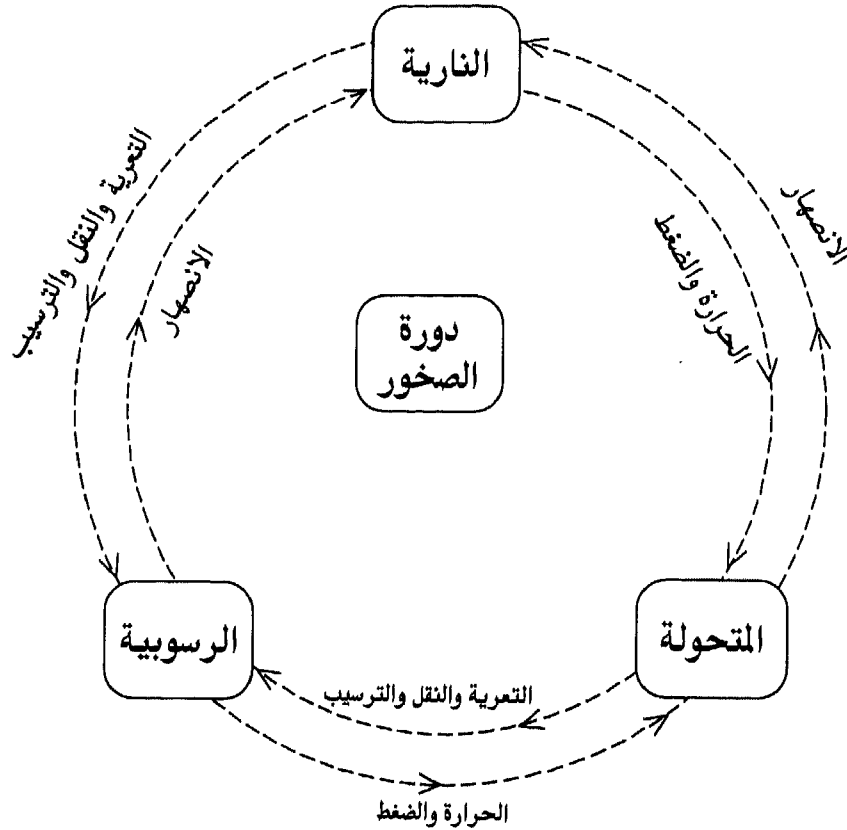 النارية
التعرية والنقل والترسيب
الانصهار
الحرارة والضغط
الانصهار
دورة
الصخور
المتحولة
الرسوبية
التعرية والنقل والترسيب
الحرارة والضغط